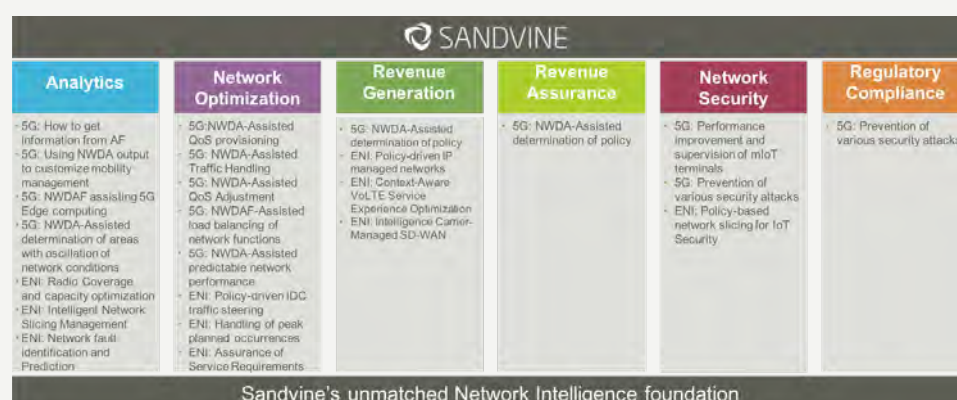 SANDVINE
Analytics
5G: How to get
information from AF
5G: Using NWDA output
to customize mobility
management
5G: NWDAF assisting 5G
Edge computing
5G: NWDA-Assisted
determination of areas
with oscillation of
network conditions
ENI: Radio Coverage
and capacity optimization
ENI: Intelligent Network
Slicing Management
ENI: Network fault
identification and
Prediction
Network
Optimization
5G:NWDA-Assisted
QoS provisioning
5G: NWDA-Assisted
Traffic Handling
5G: NWDA-Assisted
QoS Adjustment
5G: NWDAF-Assisted
load balancing of
network functions
5G: NWDA-Assisted
predictable network
performance
ENI: Policy-driven IDC
traffic steering
ENI: Handling of peak
planned occurrences
ENI: Assurance of
Service Requirements
Revenue
Generation
5G: NWDA-Assisted
determination of policy
ENI: Policy-driven IP
managed networks
ENI: Context-Aware
VoLTE Service
Experience Optimization
ENI: Intelligence Carrier-
Managed SD-WAN
Revenue
Assurance
5G: NWDA-Assisted
determination of policy
Network
Security
5G: Performance
improvement and
supervision of mIoT
terminals
5G: Prevention of
various security attacks
ENI: Policy-based
network slicing for IoT
Security
Regulatory
Compliance
5G: Prevention of
various security attacks
Sandvine's unmatched Network Intelligence foundation